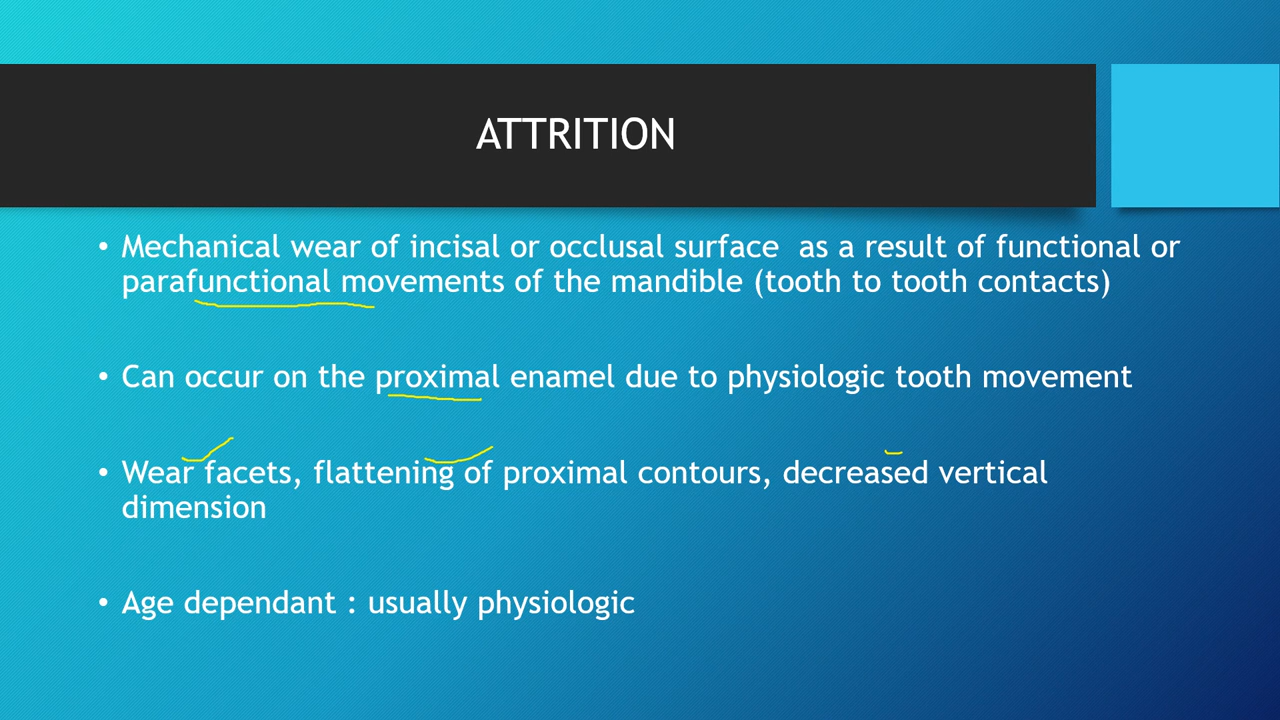 ATTRITION
• Mechanical wear of incisal or occlusal surface as a result of functional or
parafunctional movements of the mandible (tooth to tooth contacts)
• Can occur on the proximal enamel due to physiologic tooth movement
• Wear facets, flattening of proximal contours, decreased vertical
dimension
• Age dependant : usually physiologic